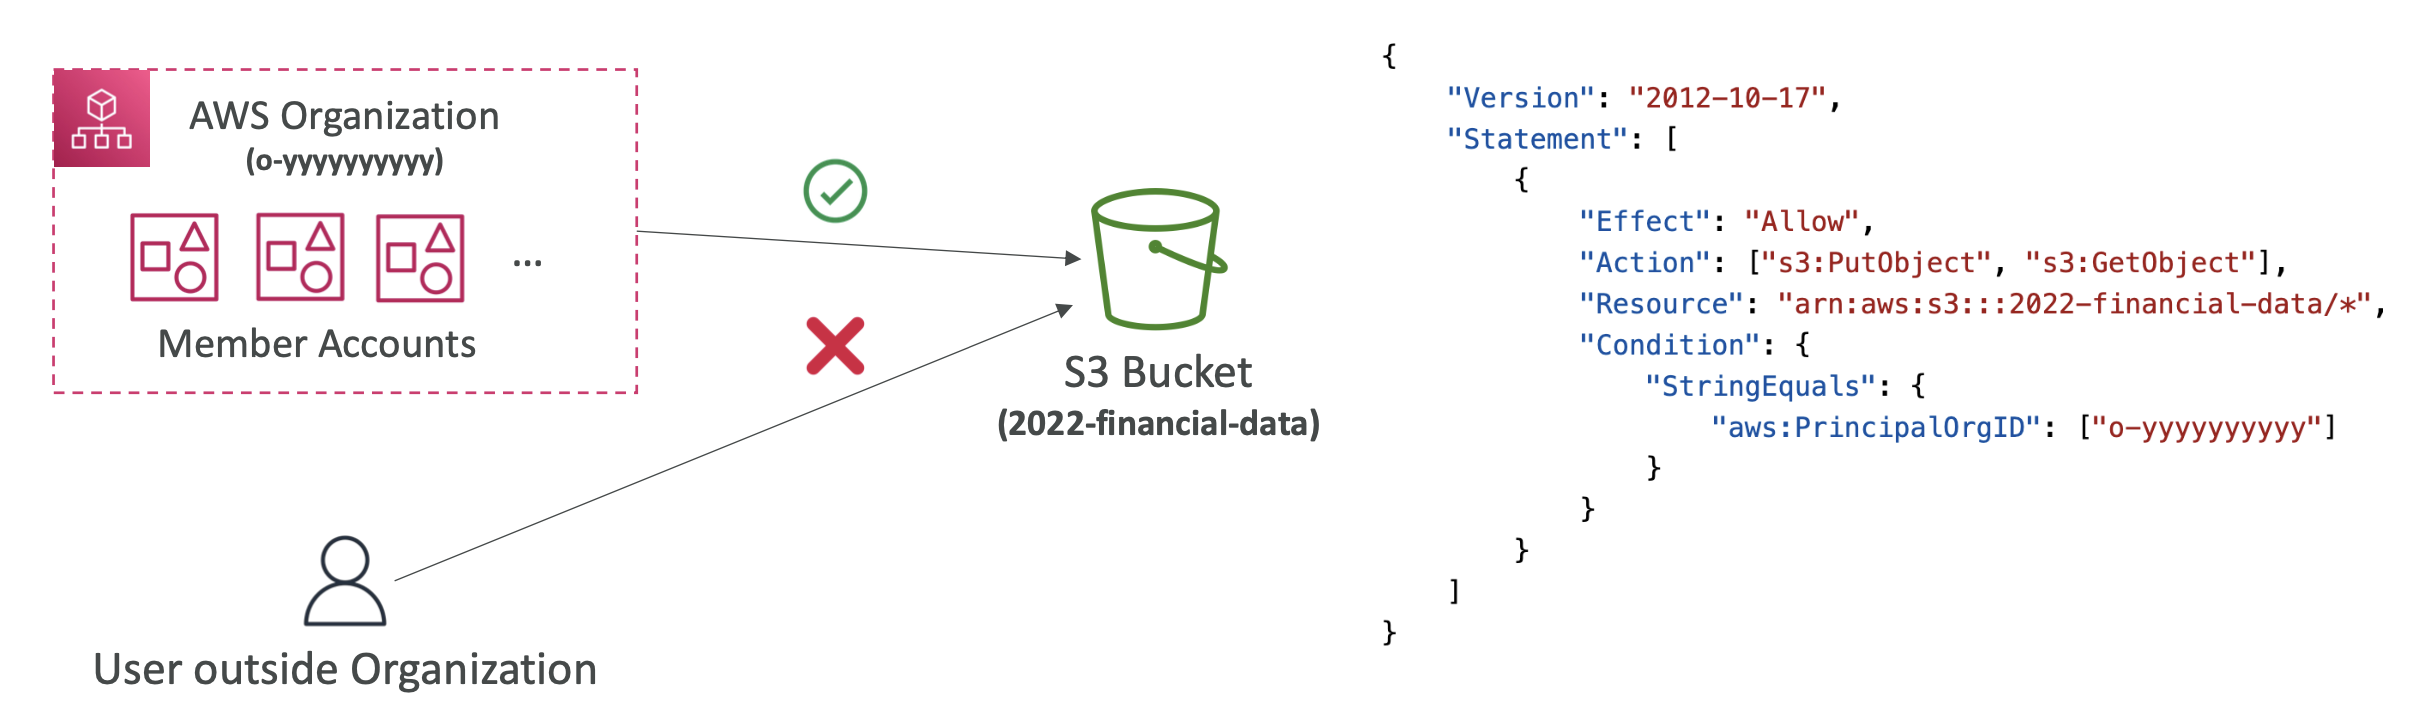 AWS Organization
(o-yyyyyyyyyy)
...
Member Accounts
User outside Organization
S3 Bucket
(2022-financial-data)
{
    "Version": "2012-10-17",
    "Statement": [
        {
            "Effect": "Allow",
            "Action": ["s3:PutObject", "s3:GetObject"],
            "Resource": "arn:aws:s3:::2022-financial-data/*",
            "Condition": {
                "StringEquals": {
                    "aws:PrincipalOrgID": ["o-yyyyyyyyyy"]
                }
            }
        }
    ]
}